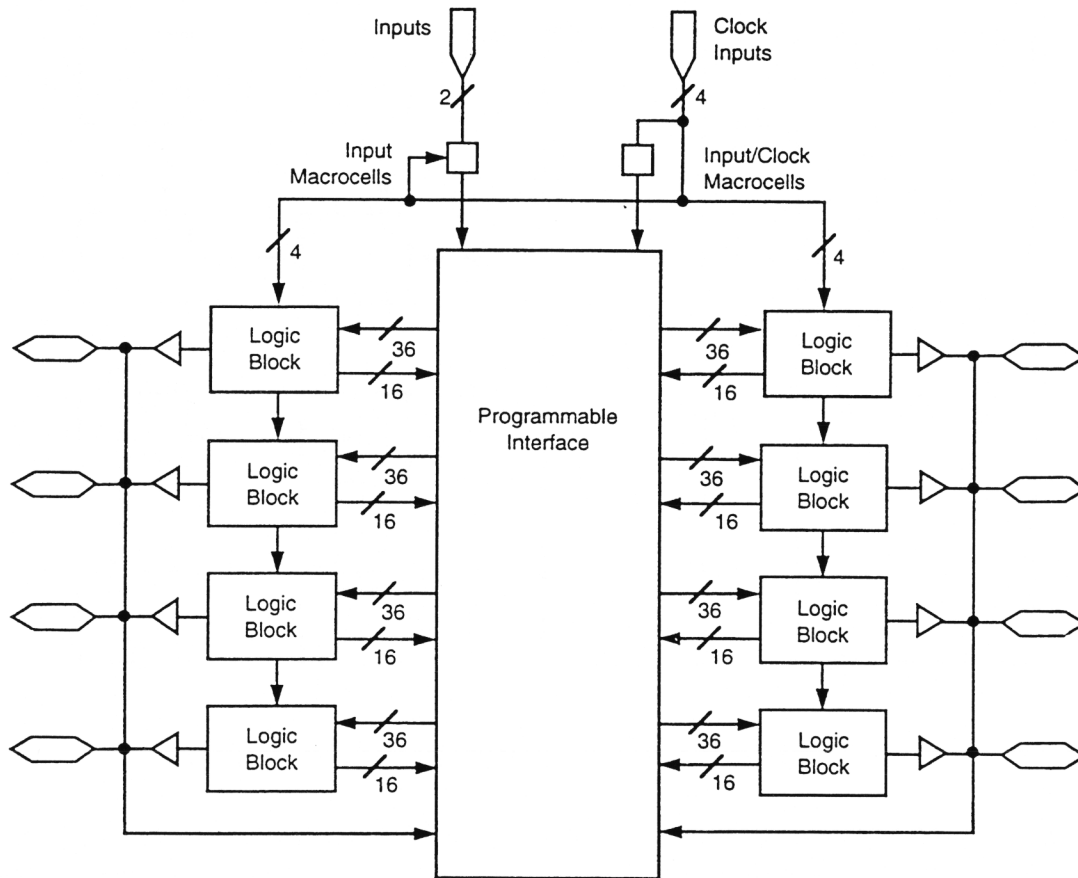 Inputs
Clock
Inputs
2
4
Input
Macrocells
Input/Clock
Macrocells
4
4
Logic
Block
36
16
36
16
Logic
Block
Programmable
Interface
Logic
Block
36
16
36
16
Logic
Block
Logic
Block
36
16
36
16
Logic
Block
Logic
Block
36
16
36
16
Logic
Block